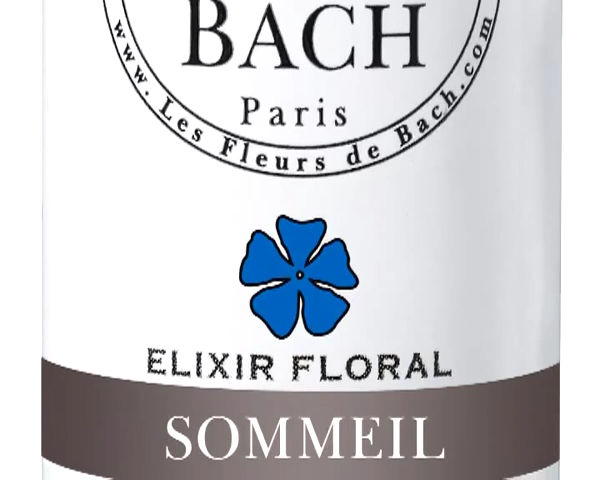 BACH
Paris
www. Les Fleurs de Bach.com
ELIXIR FLORAL
SOMMEIL